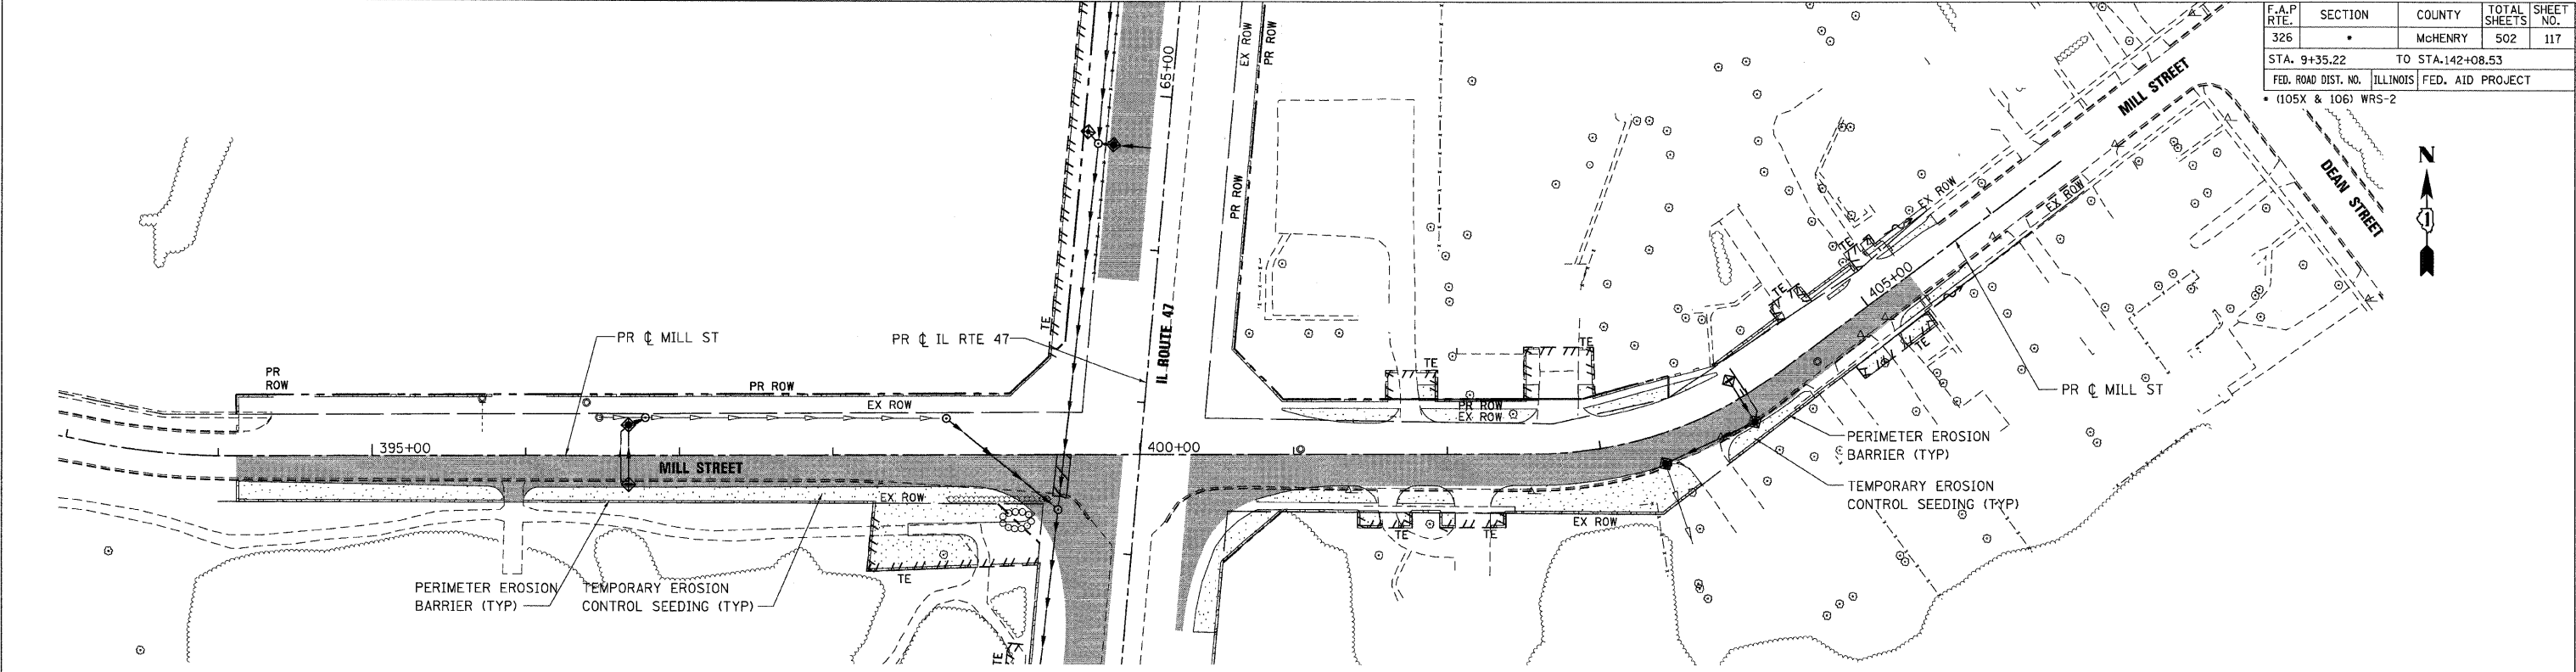 F.A.P RTE. SECTION COUNTY TOTAL SHEETS SHEET NO.
326 * McHENRY 502 117
STA. 9+35.22 TO STA.142+08.53
FED. ROAD DIST. NO. ILLINOIS FED. AID PROJECT
* (105X & 106) WRS-2
N
1
MILL STREET
DEAN STREET
EX ROW
PR ROW
65+00
PR ROW
EX ROW
EX ROW
TE
TE
405+00
TE
IL ROUTE 47
PR ℄ MILL ST
PR ℄ IL RTE 47
TE
TE
TE
PR ROW
PR ROW
EX ROW
PR ROW
EX ROW
PR ℄ MILL ST
395+00
400+00
MILL STREET
PERIMETER EROSION
BARRIER (TYP)
EX ROW
TEMPORARY EROSION
CONTROL SEEDING (TYP)
EX ROW
TE
TE
TE
PERIMETER EROSION
BARRIER (TYP)
TEMPORARY EROSION
CONTROL SEEDING (TYP)
TE